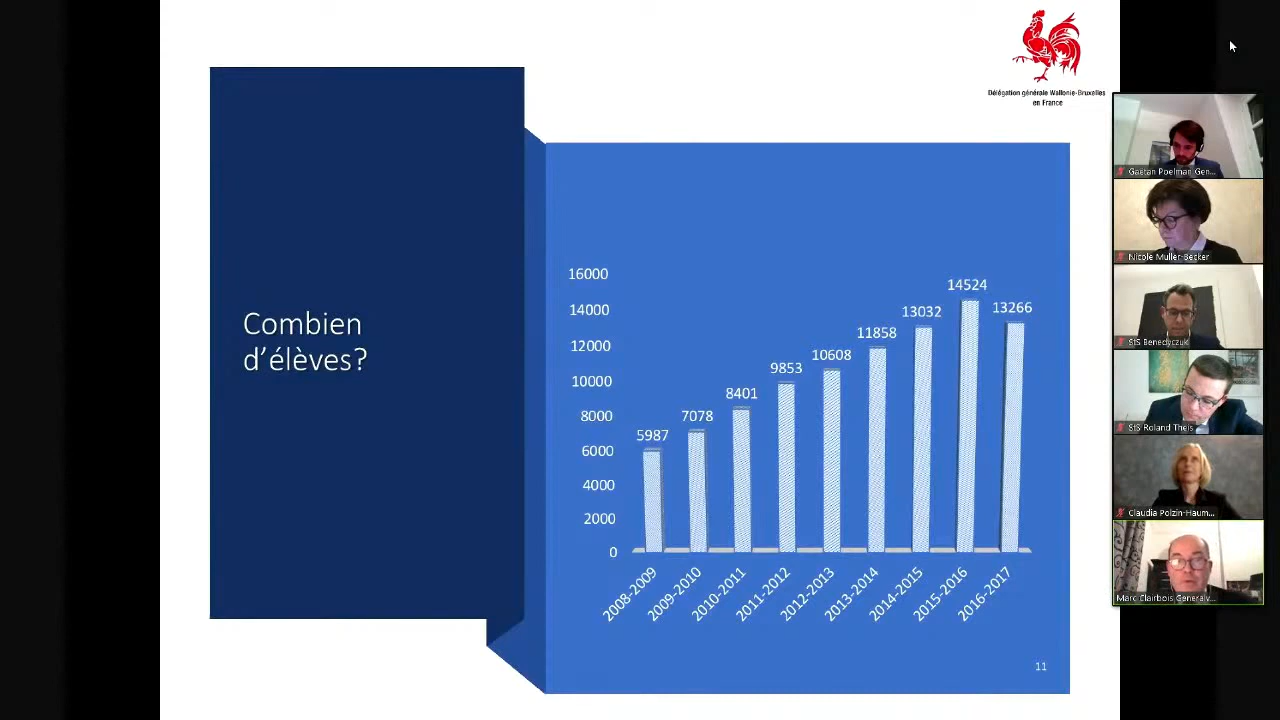 Délégation générale Wallonie-Bruxelles
en France
Combien
d'élèves?
16000
14000
12000
10000
8000
6000
4000
2000
0
5987
7078
8401
9853
10608
11858
13032
14524
13266
2008-2009
2009-2010
2010-2011
2011-2012
2012-2013
2013-2014
2014-2015
2015-2016
2016-2017
11
Gaëtan Poelman Gen...
Nicole Muller-Becker
StS Benedyczuk
StS Roland Theis
Claudia Polzin-Haum...
Marc Clairbois Generalv...